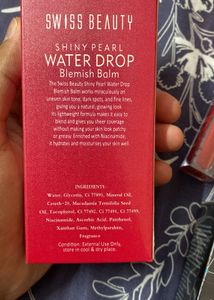 SWISS BEAUTY
SHINY PEARL
WATER DROP
Blemish Balm
The Swiss Beauty Shiny Pearl Water Drop
Blemish Balm works miraculously on
uneven skin tone, dark spots, and fine lines,
giving you a natural, glowing look
its lightweight formula makes it easy to
blend and gives you sheer coverage
without making your skin look patchy
or greasy. Enriched with Niacinamide,
it hydrates and moisturises your skin well.
INGREDIENTS:
Water, Glycerin, Ci 77891, Mineral Oil,
Cereth-20, Macadamia Ternifolia Seed
Oil, Tocopherol, Ci 77492, Ci 77491, Ci 77499,
Niacinamide, Ascorbic Acid, Panthenol,
Xanthan Gum, Methylparaben,
Fragrance
Condition: External Use Only,
store in cool & dry place.